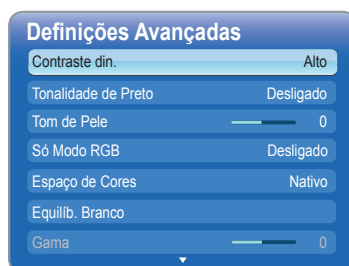 Definições Avançadas
Contraste din. Alto
Tonalidade de Preto Desligado
Tom de Pele 0
Só Modo RGB Desligado
Espaço de Cores Nativo
Equilíb. Branco
Gama 0